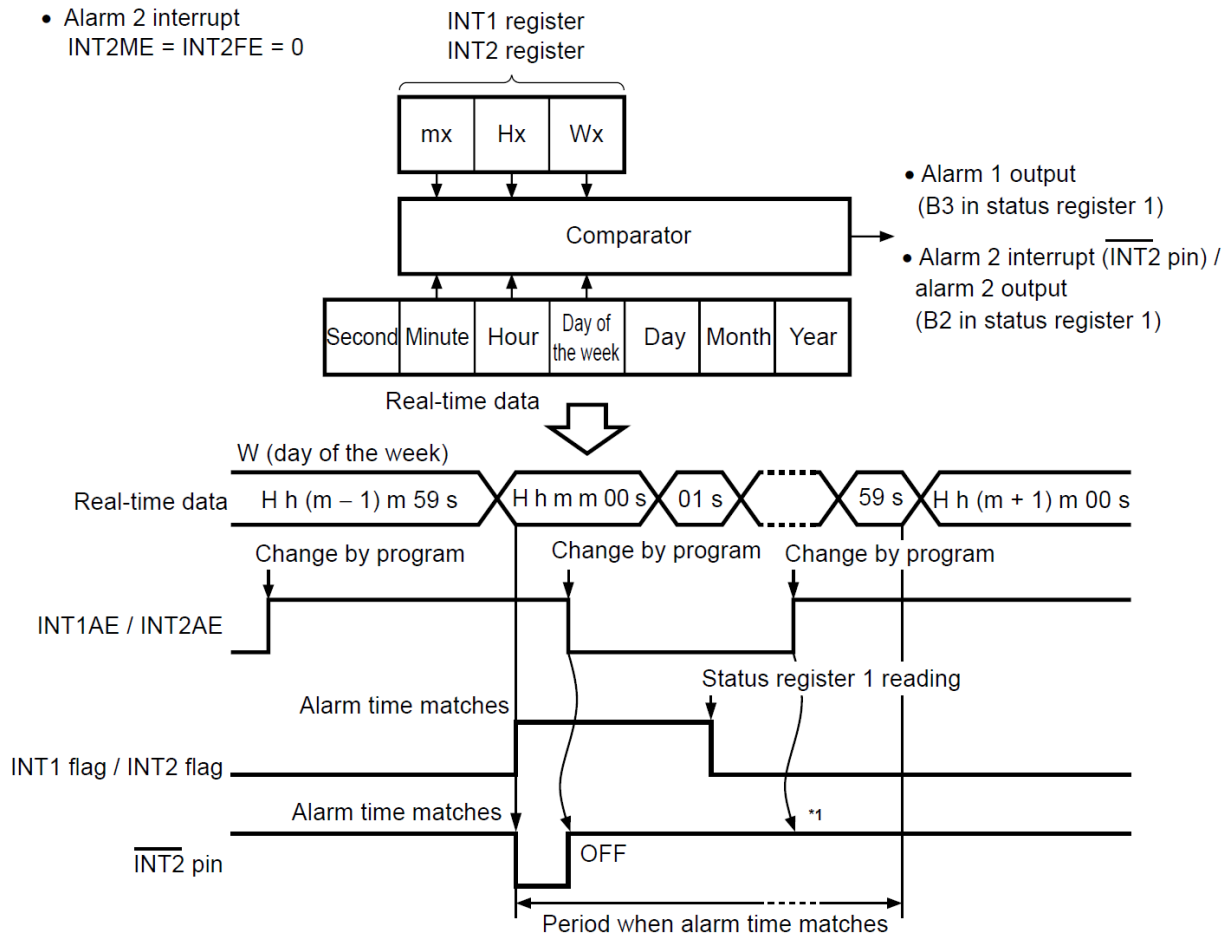 • Alarm 2 interrupt
INT2ME = INT2FE = 0
INT1 register
INT2 register
mx Hx Wx
Comparator
• Alarm 1 output
(B3 in status register 1)
• Alarm 2 interrupt (INT2 pin) /
alarm 2 output
(B2 in status register 1)
Second Minute Hour Day of the week Day Month Year
Real-time data
W (day of the week)
Real-time data H h (m – 1) m 59 s H h m m 00 s 01 s 59 s H h (m + 1) m 00 s
Change by program Change by program Change by program
INT1AE / INT2AE
Status register 1 reading
Alarm time matches
INT1 flag / INT2 flag
Alarm time matches *1
INT2 pin OFF
Period when alarm time matches